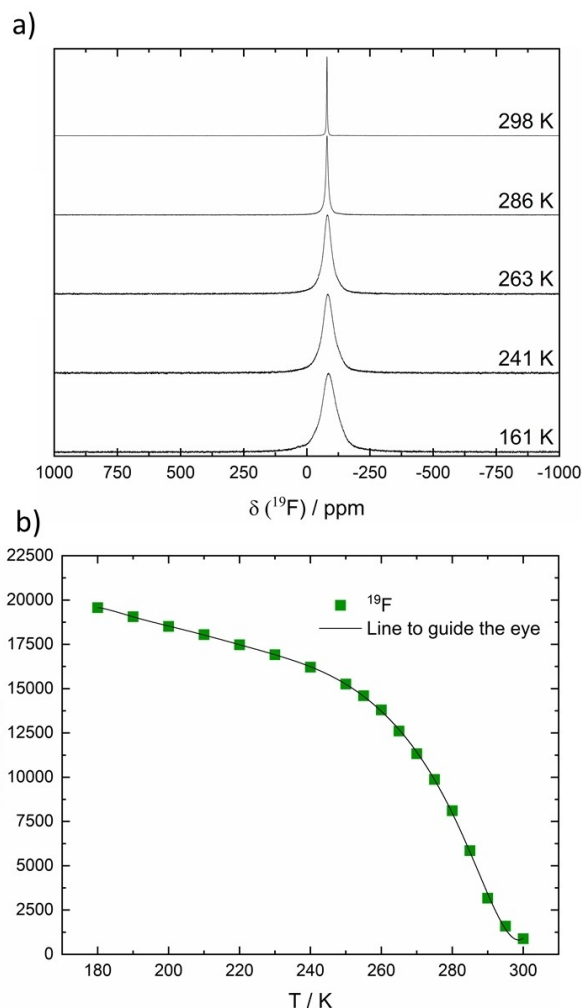 a)
298 K
286 K
263 K
241 K
161 K
1000 750 500 250 0 -250 -500 -750 -1000
δ (¹⁹F) / ppm
b)
22500
20000
17500
15000
12500
10000
7500
5000
2500
0
¹⁹F
Line to guide the eye
180 200 220 240 260 280 300
T / K